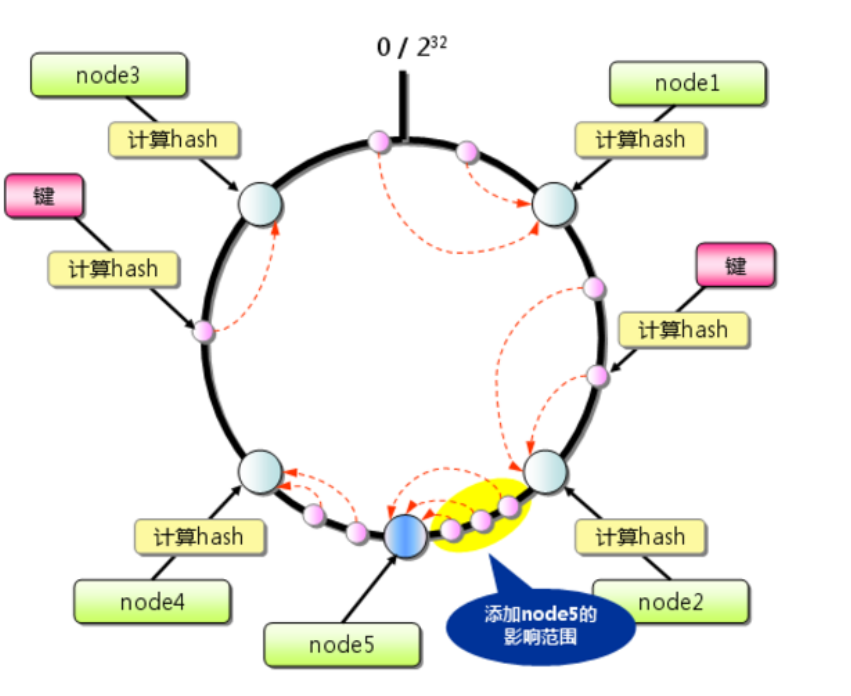 0 / 2³²
node3
node1
计算hash
计算hash
键
键
计算hash
计算hash
计算hash
计算hash
node4
添加node5的
影响范围
node2
node5